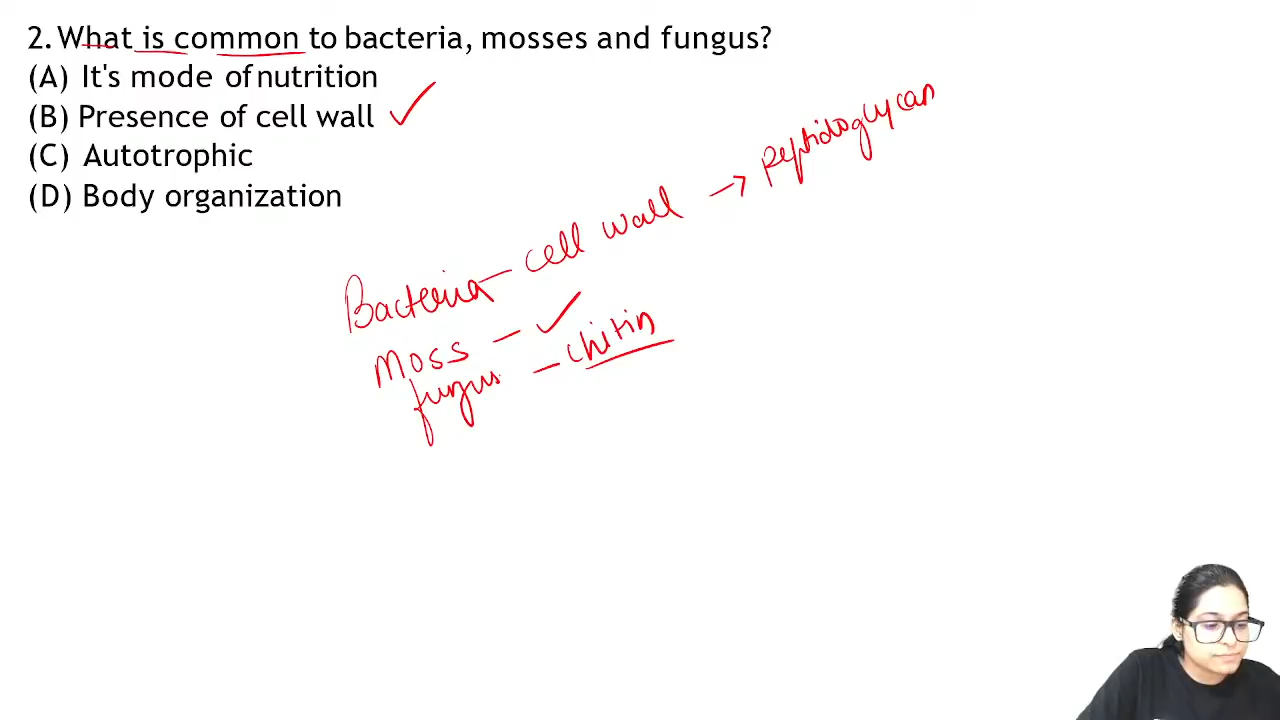 2. What is common to bacteria, mosses and fungus?
(A) It's mode of nutrition
(B) Presence of cell wall ✓
(C) Autotrophic
(D) Body organization
Bacteria - cell wall → peptidoglycan
Moss - ✓
fungus - chitin